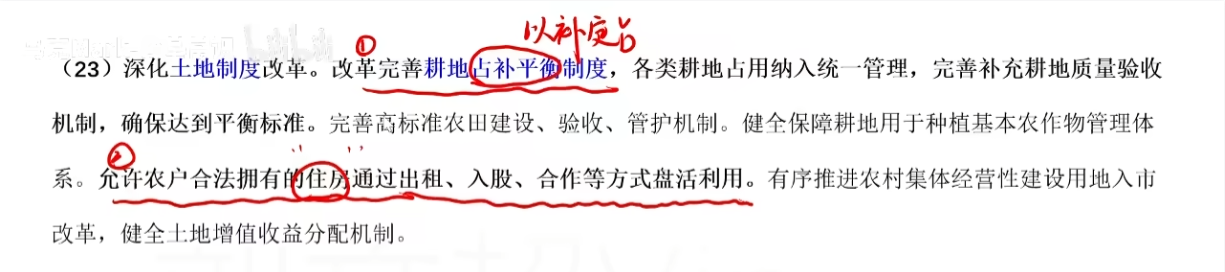 以补定占
①
（23）深化土地制度改革。改革完善耕地占补平衡制度，各类耕地占用纳入统一管理，完善补充耕地质量验收
机制，确保达到平衡标准。完善高标准农田建设、验收、管护机制。健全保障耕地用于种植基本农作物管理体
②
系。允许农户合法拥有的住房通过出租、入股、合作等方式盘活利用。有序推进农村集体经营性建设用地入市
改革，健全土地增值收益分配机制。